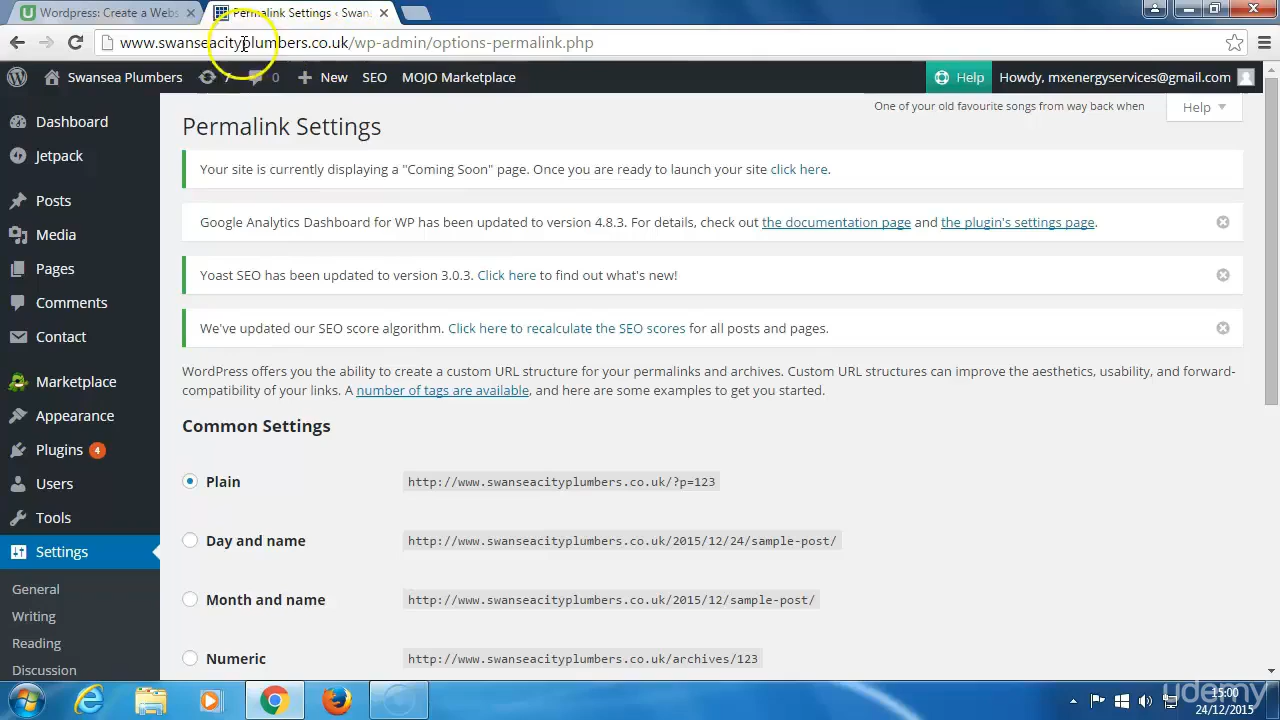 Wordpress: Create a Webs
Permalink Settings ‹ Swan
www.swanseacityplumbers.co.uk/wp-admin/options-permalink.php
Swansea Plumbers 7 0 New SEO MOJO Marketplace Help Howdy, mxenergyservices@gmail.com
One of your old favourite songs from way back when
Help
Dashboard
Jetpack
Posts
Media
Pages
Comments
Contact
Marketplace
Appearance
Plugins 4
Users
Tools
Settings
General
Writing
Reading
Discussion
Permalink Settings
Your site is currently displaying a "Coming Soon" page. Once you are ready to launch your site click here.
Google Analytics Dashboard for WP has been updated to version 4.8.3. For details, check out the documentation page and the plugin's settings page.
Yoast SEO has been updated to version 3.0.3. Click here to find out what's new!
We've updated our SEO score algorithm. Click here to recalculate the SEO scores for all posts and pages.
WordPress offers you the ability to create a custom URL structure for your permalinks and archives. Custom URL structures can improve the aesthetics, usability, and forward-
compatibility of your links. A number of tags are available, and here are some examples to get you started.
Common Settings
Plain http://www.swanseacityplumbers.co.uk/?p=123
Day and name http://www.swanseacityplumbers.co.uk/2015/12/24/sample-post/
Month and name http://www.swanseacityplumbers.co.uk/2015/12/sample-post/
Numeric http://www.swanseacityplumbers.co.uk/archives/123
udemy
15:00
24/12/2015